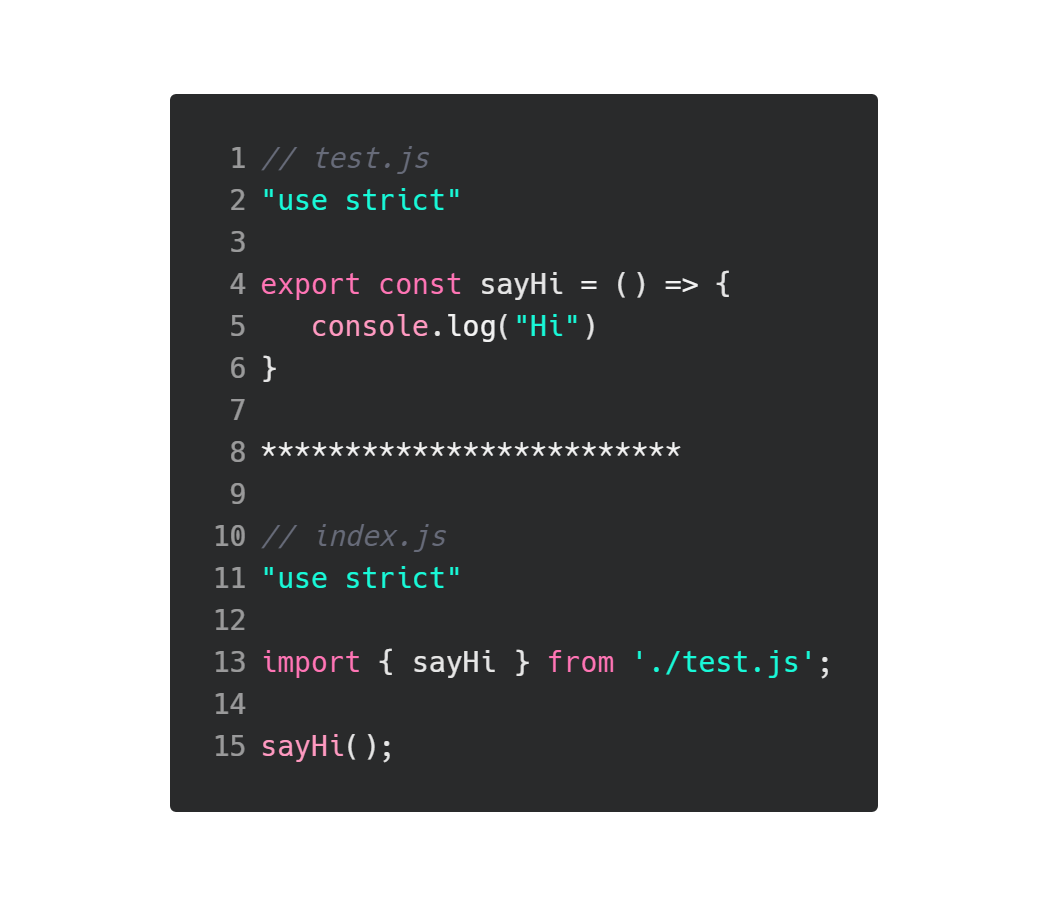 1 // test.js
2 "use strict"
3
4 export const sayHi = () => {
5    console.log("Hi")
6 }
7
8 *************************
9
10 // index.js
11 "use strict"
12
13 import { sayHi } from './test.js';
14
15 sayHi();